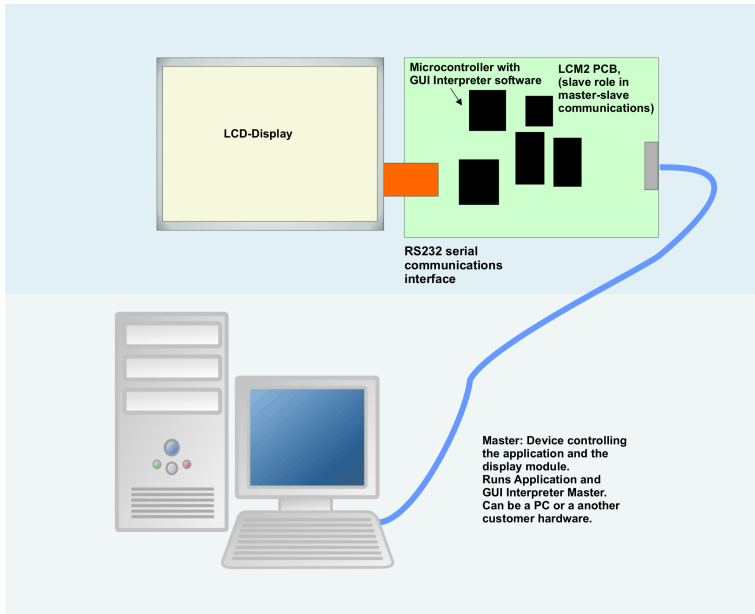 Microcontroller with
GUI Interpreter software
LCM2 PCB,
(slave role in
master-slave
communications)
LCD-Display
RS232 serial
communications
interface
Master: Device controlling
the application and the
display module.
Runs Application and
GUI Interpreter Master.
Can be a PC or a another
customer hardware.